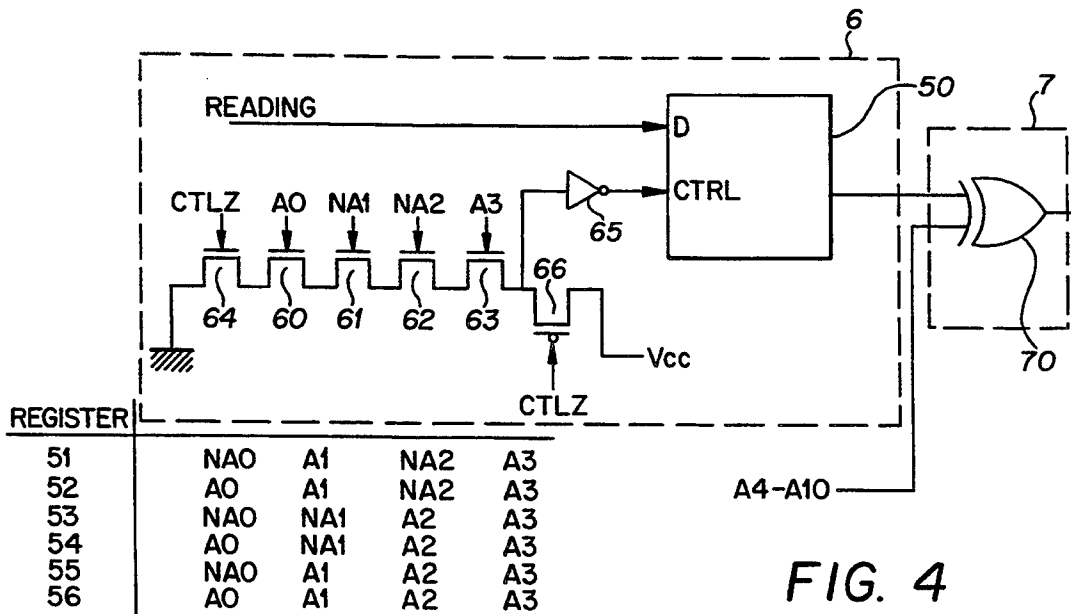 6
READING
50
7
D
CTRL
CTLZ A0 NA1 NA2 A3
65
66
64 60 61 62 63
70
Vcc
CTLZ
REGISTER
51 NA0 A1 NA2 A3
52 A0 A1 NA2 A3
53 NA0 NA1 A2 A3
54 A0 NA1 A2 A3
55 NA0 A1 A2 A3
56 A0 A1 A2 A3
A4-A10
FIG. 4